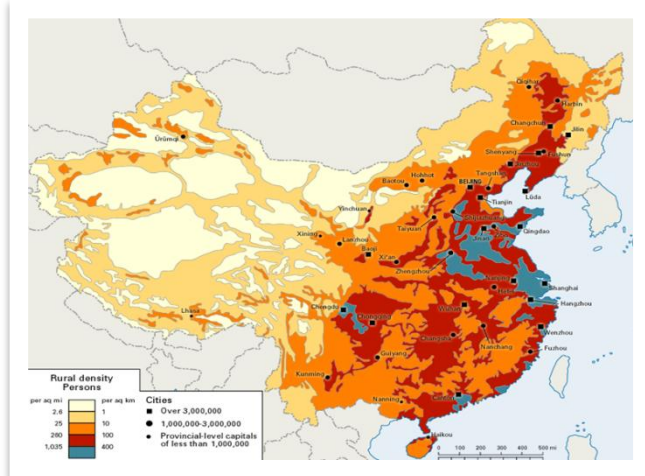 Qiqihar
Harbin
Changchun
Jilin
Ürümqi
Shenyang
Fushun
Hohhot
Baotou
BEIJING
Tangshan
Tianjin
Lüda
Yinchuan
Taiyuan
Jinan
Qingdao
Xining
Lanzhou
Baoji
Xi'an
Zhengzhou
Nanjing
Shanghai
Hangzhou
Lhasa
Chengdu
Chongqing
Wuhan
Wenzhou
Changsha
Nanchang
Guiyang
Fuzhou
Kunming
Nanning
Haikou
Rural density
Persons
per aq mi per aq km
2.6 1
25 10
260 100
1,035 400
Cities
Over 3,000,000
1,000,000-3,000,000
Provincial-level capitals
of less than 1,000,000
0 100 200 300 400 500 mi